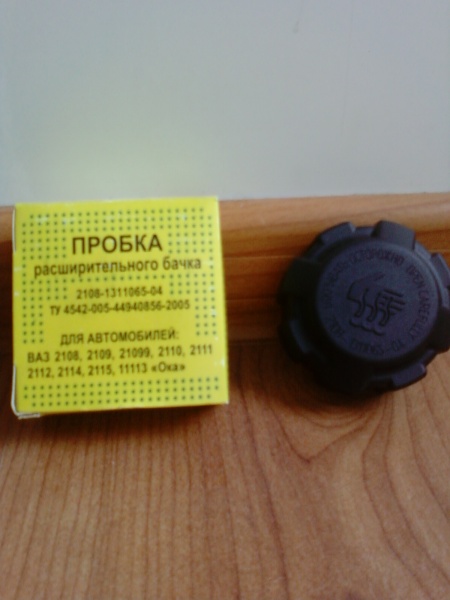 ПРОБКА
расширительного бачка
2108-1311065-04
ТУ 4542-005-44940856-2005
ДЛЯ АВТОМОБИЛЕЙ:
ВАЗ 2108, 2109, 21099, 2110, 2111
2112, 2114, 2115, 11113 «Ока»